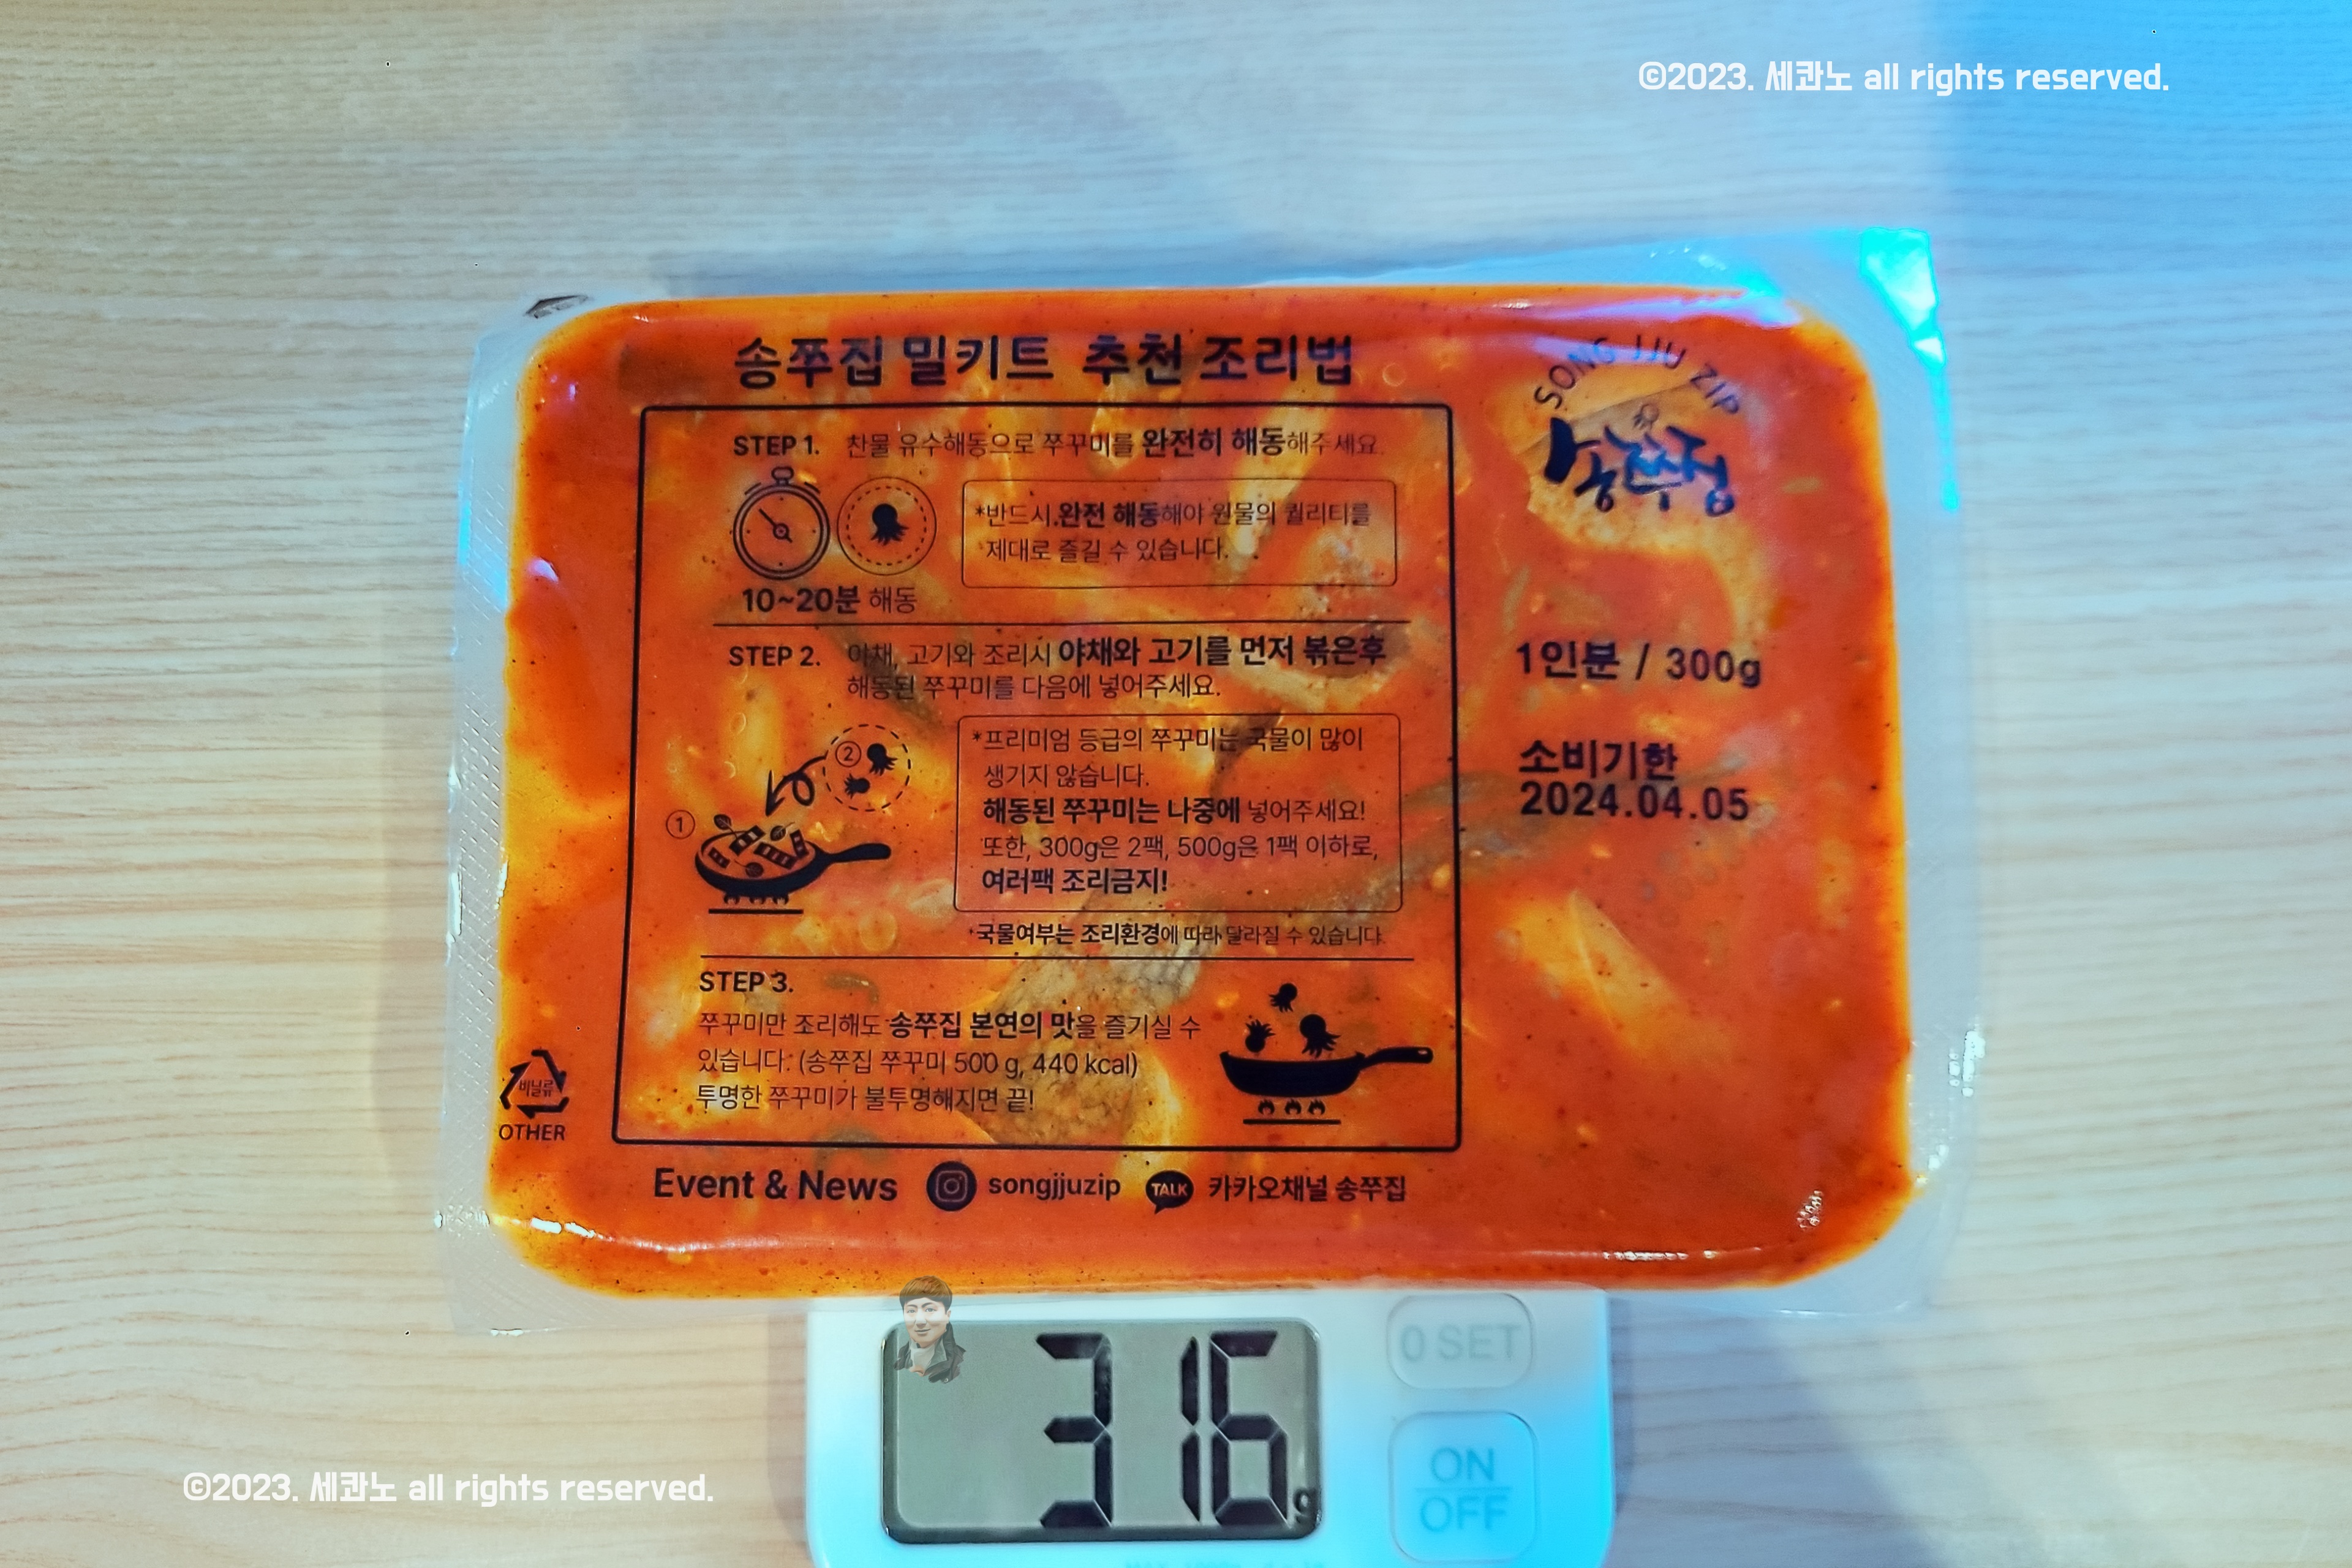 ©2023. 세콴노 all rights reserved.
송쭈집 밀키트 추천 조리법
STEP 1. 찬물 유수해동으로 쭈꾸미를 완전히 해동해주세요.
*반드시 완전 해동해야 원물의 퀄리티를
제대로 즐길 수 있습니다.
10~20분 해동
STEP 2. 야채, 고기와 조리시 야채와 고기를 먼저 볶은후
해동된 쭈꾸미를 다음에 넣어주세요.
②
①
*프리미엄 등급의 쭈꾸미는 국물이 많이
생기지 않습니다.
해동된 쭈꾸미는 나중에 넣어주세요!
또한, 300g은 2팩, 500g은 1팩 이하로,
여러팩 조리금지!
*국물여부는 조리환경에 따라 달라질 수 있습니다.
STEP 3.
쭈꾸미만 조리해도 송쭈집 본연의 맛을 즐기실 수
있습니다. (송쭈집 쭈꾸미 500 g, 440 kcal)
투명한 쭈꾸미가 불투명해지면 끝!
SONG JJU ZIP
송쭈집
1인분 / 300g
소비기한
2024.04.05
비닐류
OTHER
Event & News songjjuzip TALK 카카오채널 송쭈집
0 SET
316g
ON
OFF
©2023. 세콴노 all rights reserved.